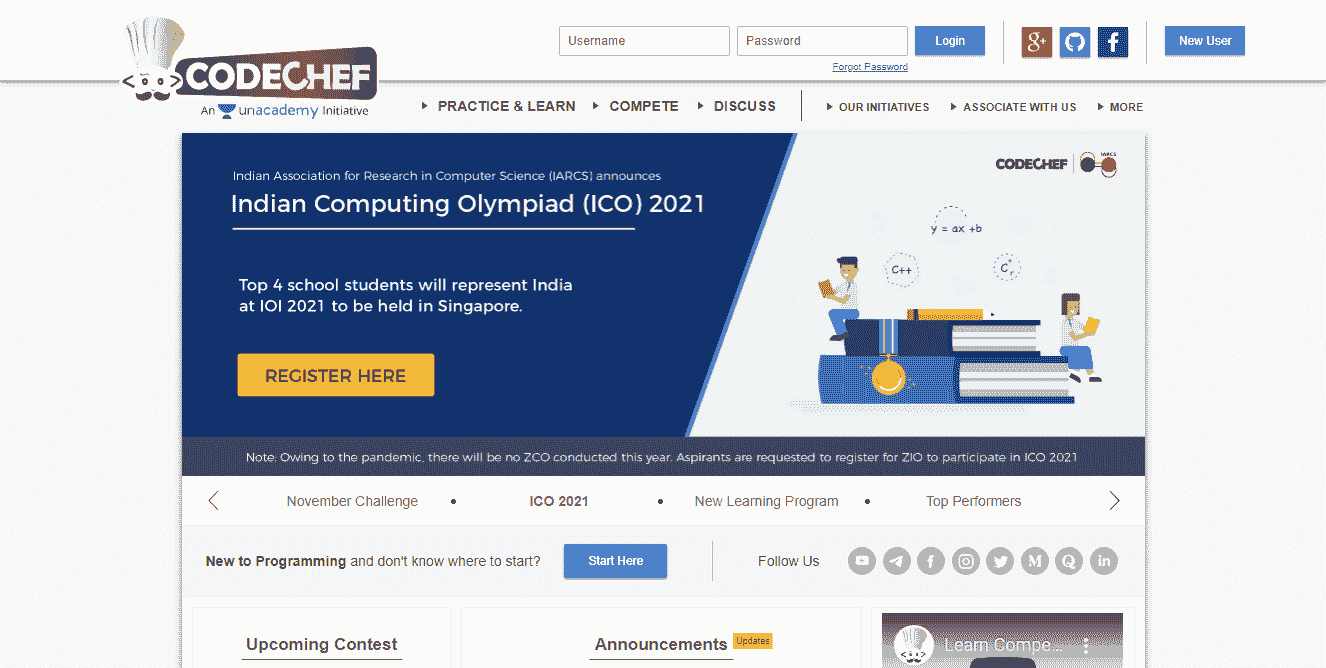 Username
Password
Login
g+
f
New User
Forgot Password
CODECHEF
An unacademy Initiative
PRACTICE & LEARN
COMPETE
DISCUSS
OUR INITIATIVES
ASSOCIATE WITH US
MORE
Indian Association for Research in Computer Science (IARCS) announces
Indian Computing Olympiad (ICO) 2021
CODECHEF
IARCS
y = ax +b
C++
Top 4 school students will represent India
at IOI 2021 to be held in Singapore.
REGISTER HERE
Note: Owing to the pandemic, there will be no ZCO conducted this year. Aspirants are requested to register for ZIO to participate in ICO 2021
November Challenge
ICO 2021
New Learning Program
Top Performers
New to Programming and don't know where to start?
Start Here
Follow Us
Upcoming Contest
Announcements
Updates
Learn Compe...